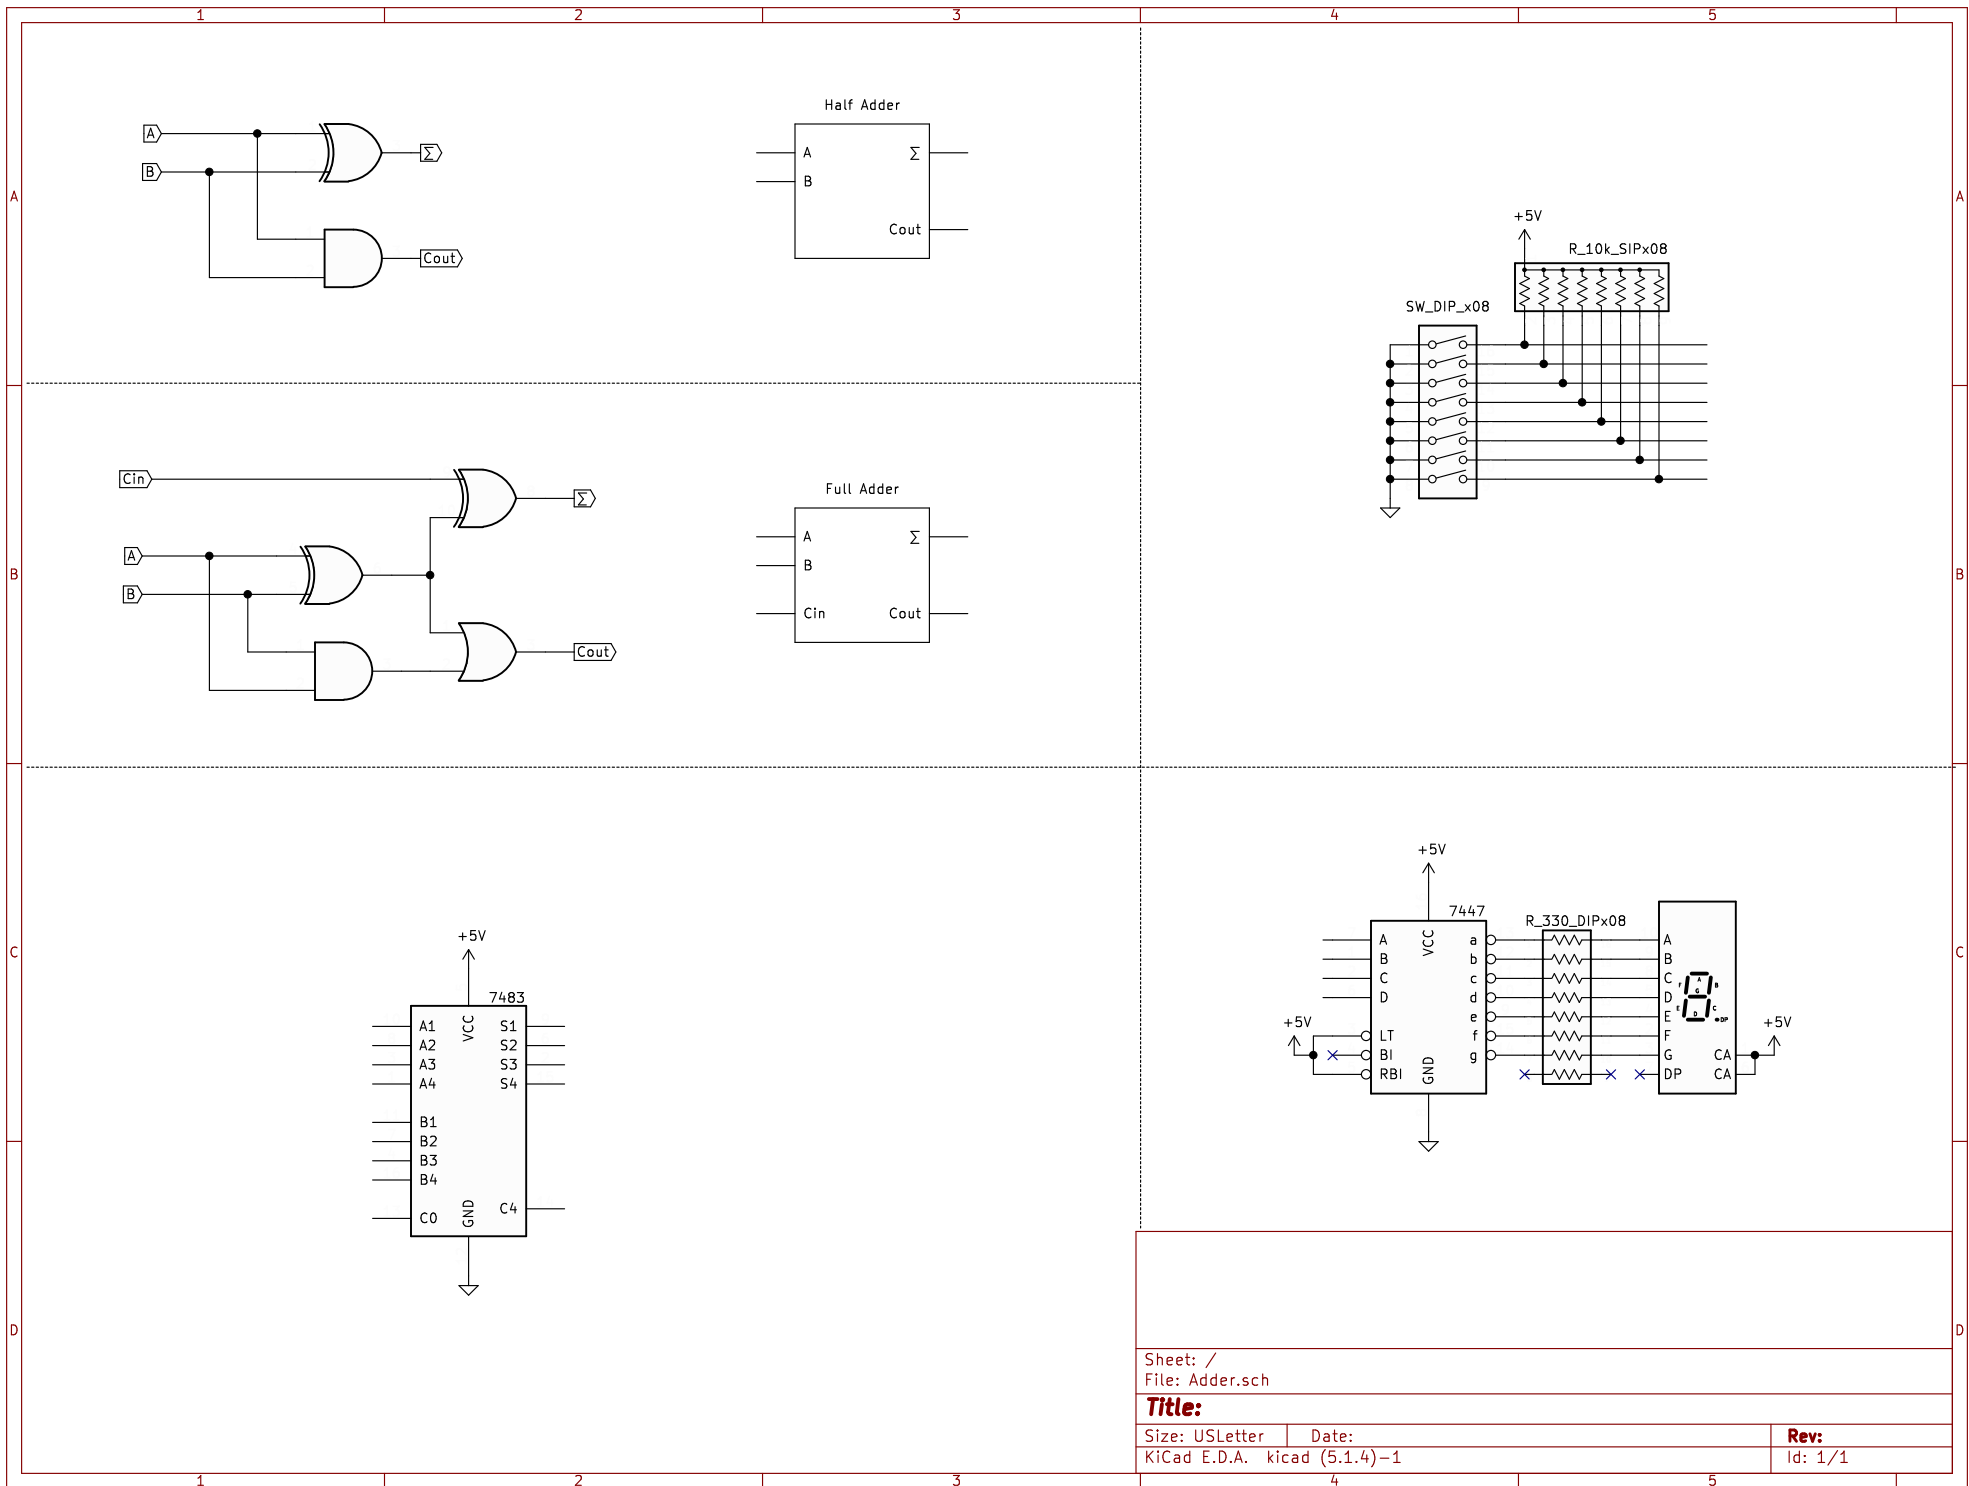 1 2 3 4 5
A
B
C
D
A
B
C
D
A
B
Σ
Cout
Half Adder
A Σ
B
Cout
Cin
A
B
Σ
Cout
Full Adder
A Σ
B
Cin Cout
+5V
R_10k_SIPx08
SW_DIP_x08
+5V
7483
VCC
A1 S1
A2 S2
A3 S3
A4 S4
B1
B2
B3
B4
C4
C0
GND
+5V
7447
VCC
A a
B b
C c
D d
e
LT f
BI g
RBI
GND
+5V
R_330_DIPx08
A
B
C
D
E
F
G CA
DP CA
A
F B
G
E C
D
DP
+5V
Sheet: /
File: Adder.sch
Title:
Size: USLetter Date: Rev:
KiCad E.D.A. kicad (5.1.4)-1 Id: 1/1
1 2 3 4 5